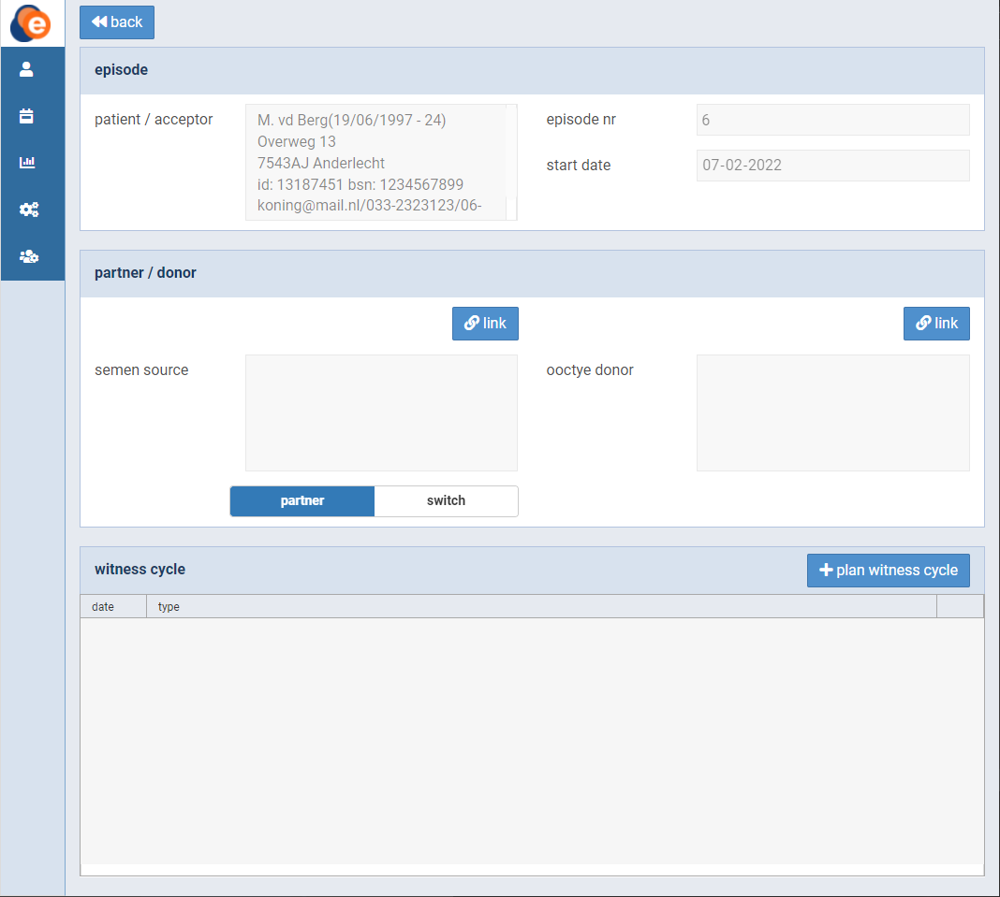 e
back
episode
patient / acceptor
M. vd Berg(19/06/1997 - 24)
Overweg 13
7543AJ Anderlecht
id: 13187451 bsn: 1234567899
koning@mail.nl/033-2323123/06-
episode nr
6
start date
07-02-2022
partner / donor
link
link
semen source
ooctye donor
partner
switch
witness cycle
plan witness cycle
date
type